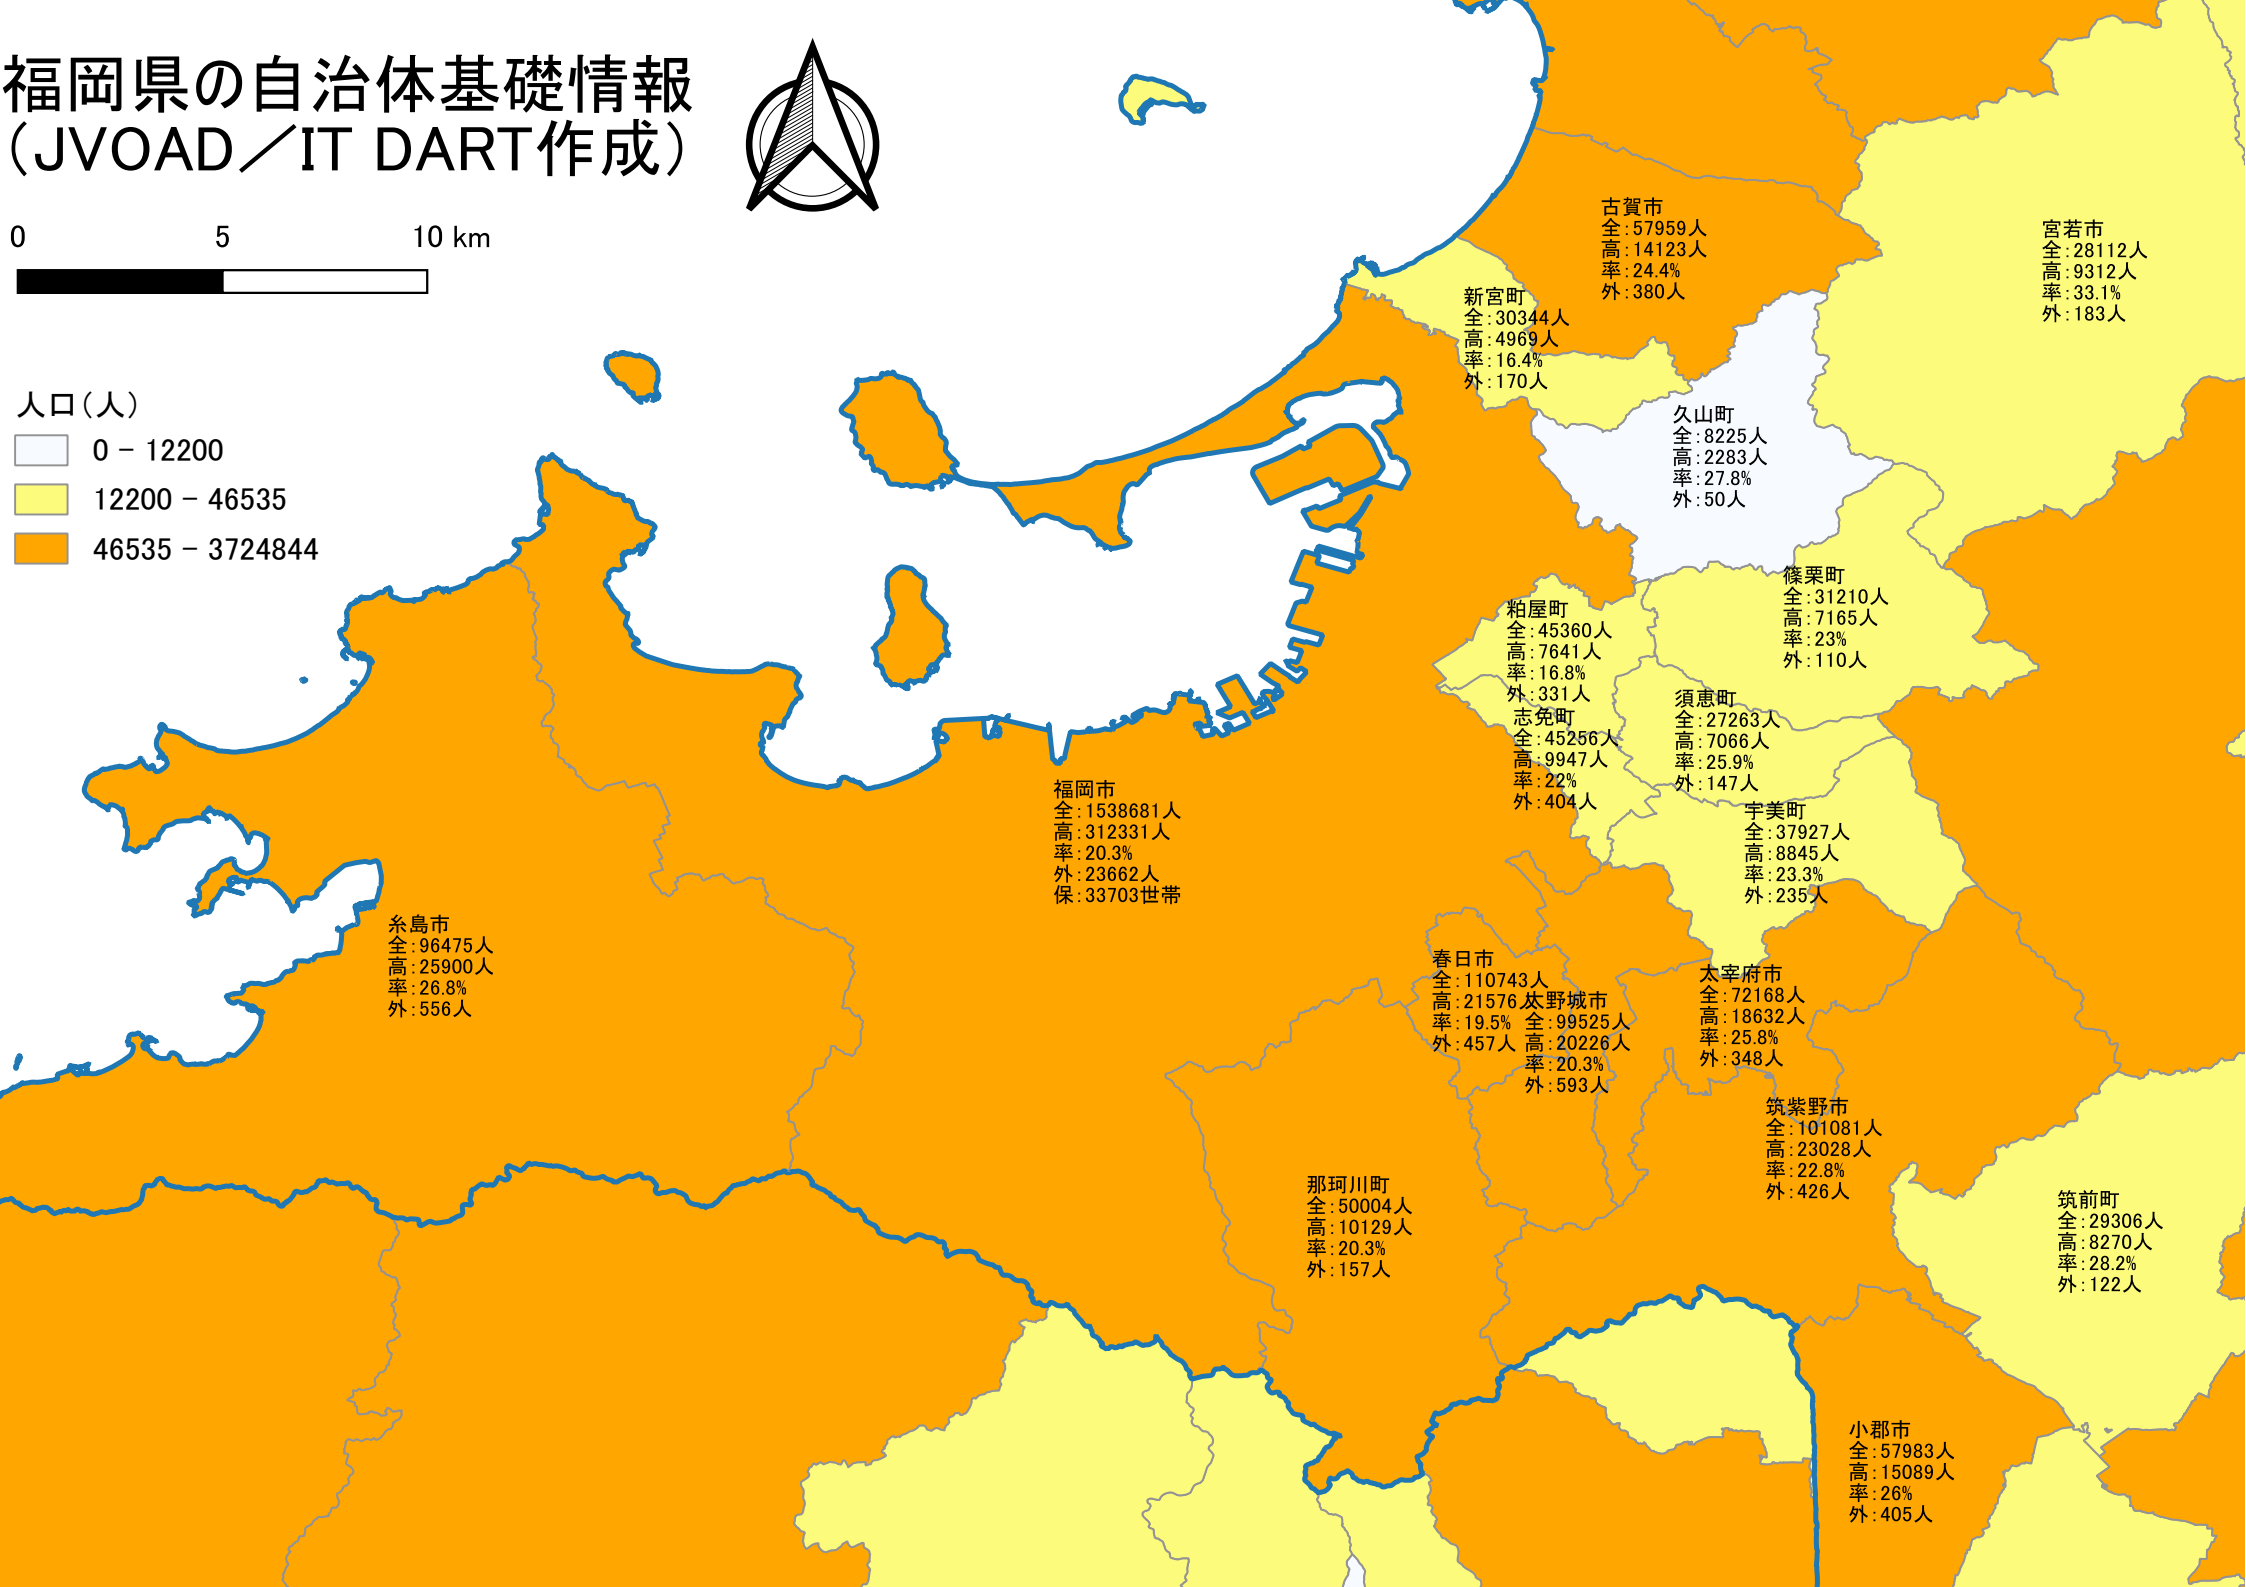 福岡県の自治体基礎情報
（JVOAD／IT DART作成）
0 5 10 km
人口（人）
0 - 12200
12200 - 46535
46535 - 3724844
古賀市
全:57959人
高:14123人
率:24.4%
外:380人
宮若市
全:28112人
高:9312人
率:33.1%
外:183人
新宮町
全:30344人
高:4969人
率:16.4%
外:170人
久山町
全:8225人
高:2283人
率:27.8%
外:50人
篠栗町
全:31210人
高:7165人
率:23%
外:110人
粕屋町
全:45360人
高:7641人
率:16.8%
外:331人
志免町
全:45256人
高:9947人
率:22%
外:404人
須恵町
全:27263人
高:7066人
率:25.9%
外:147人
宇美町
全:37927人
高:8845人
率:23.3%
外:235人
福岡市
全:1538681人
高:312331人
率:20.3%
外:23662人
保:33703世帯
糸島市
全:96475人
高:25900人
率:26.8%
外:556人
春日市
全:110743人
高:21576人
率:19.5%
外:457人
大野城市
全:99525人
高:20226人
率:20.3%
外:593人
太宰府市
全:72168人
高:18632人
率:25.8%
外:348人
筑紫野市
全:101081人
高:23028人
率:22.8%
外:426人
那珂川町
全:50004人
高:10129人
率:20.3%
外:157人
筑前町
全:29306人
高:8270人
率:28.2%
外:122人
小郡市
全:57983人
高:15089人
率:26%
外:405人